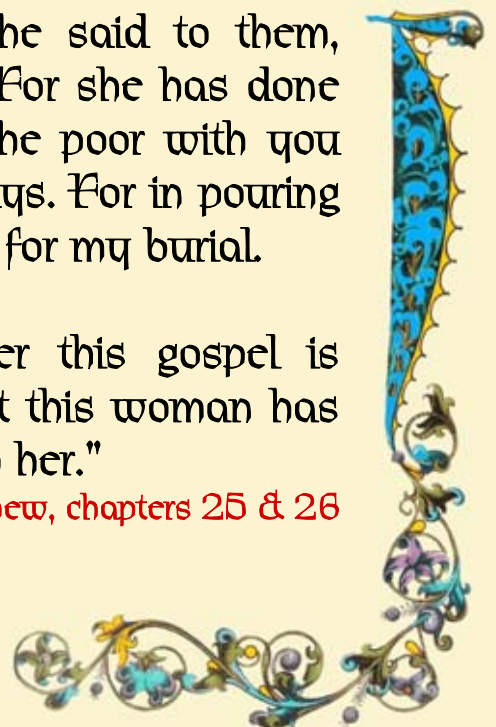 he said to them,
For she has done
he poor with you
ys. For in pouring
for my burial.
er this gospel is
t this woman has
her."
ew, chapters 25 & 26